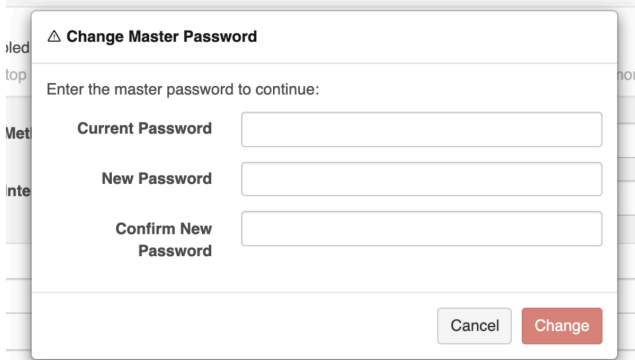 ⚠ Change Master Password
Enter the master password to continue:
Current Password
New Password
Confirm New
Password
Cancel
Change